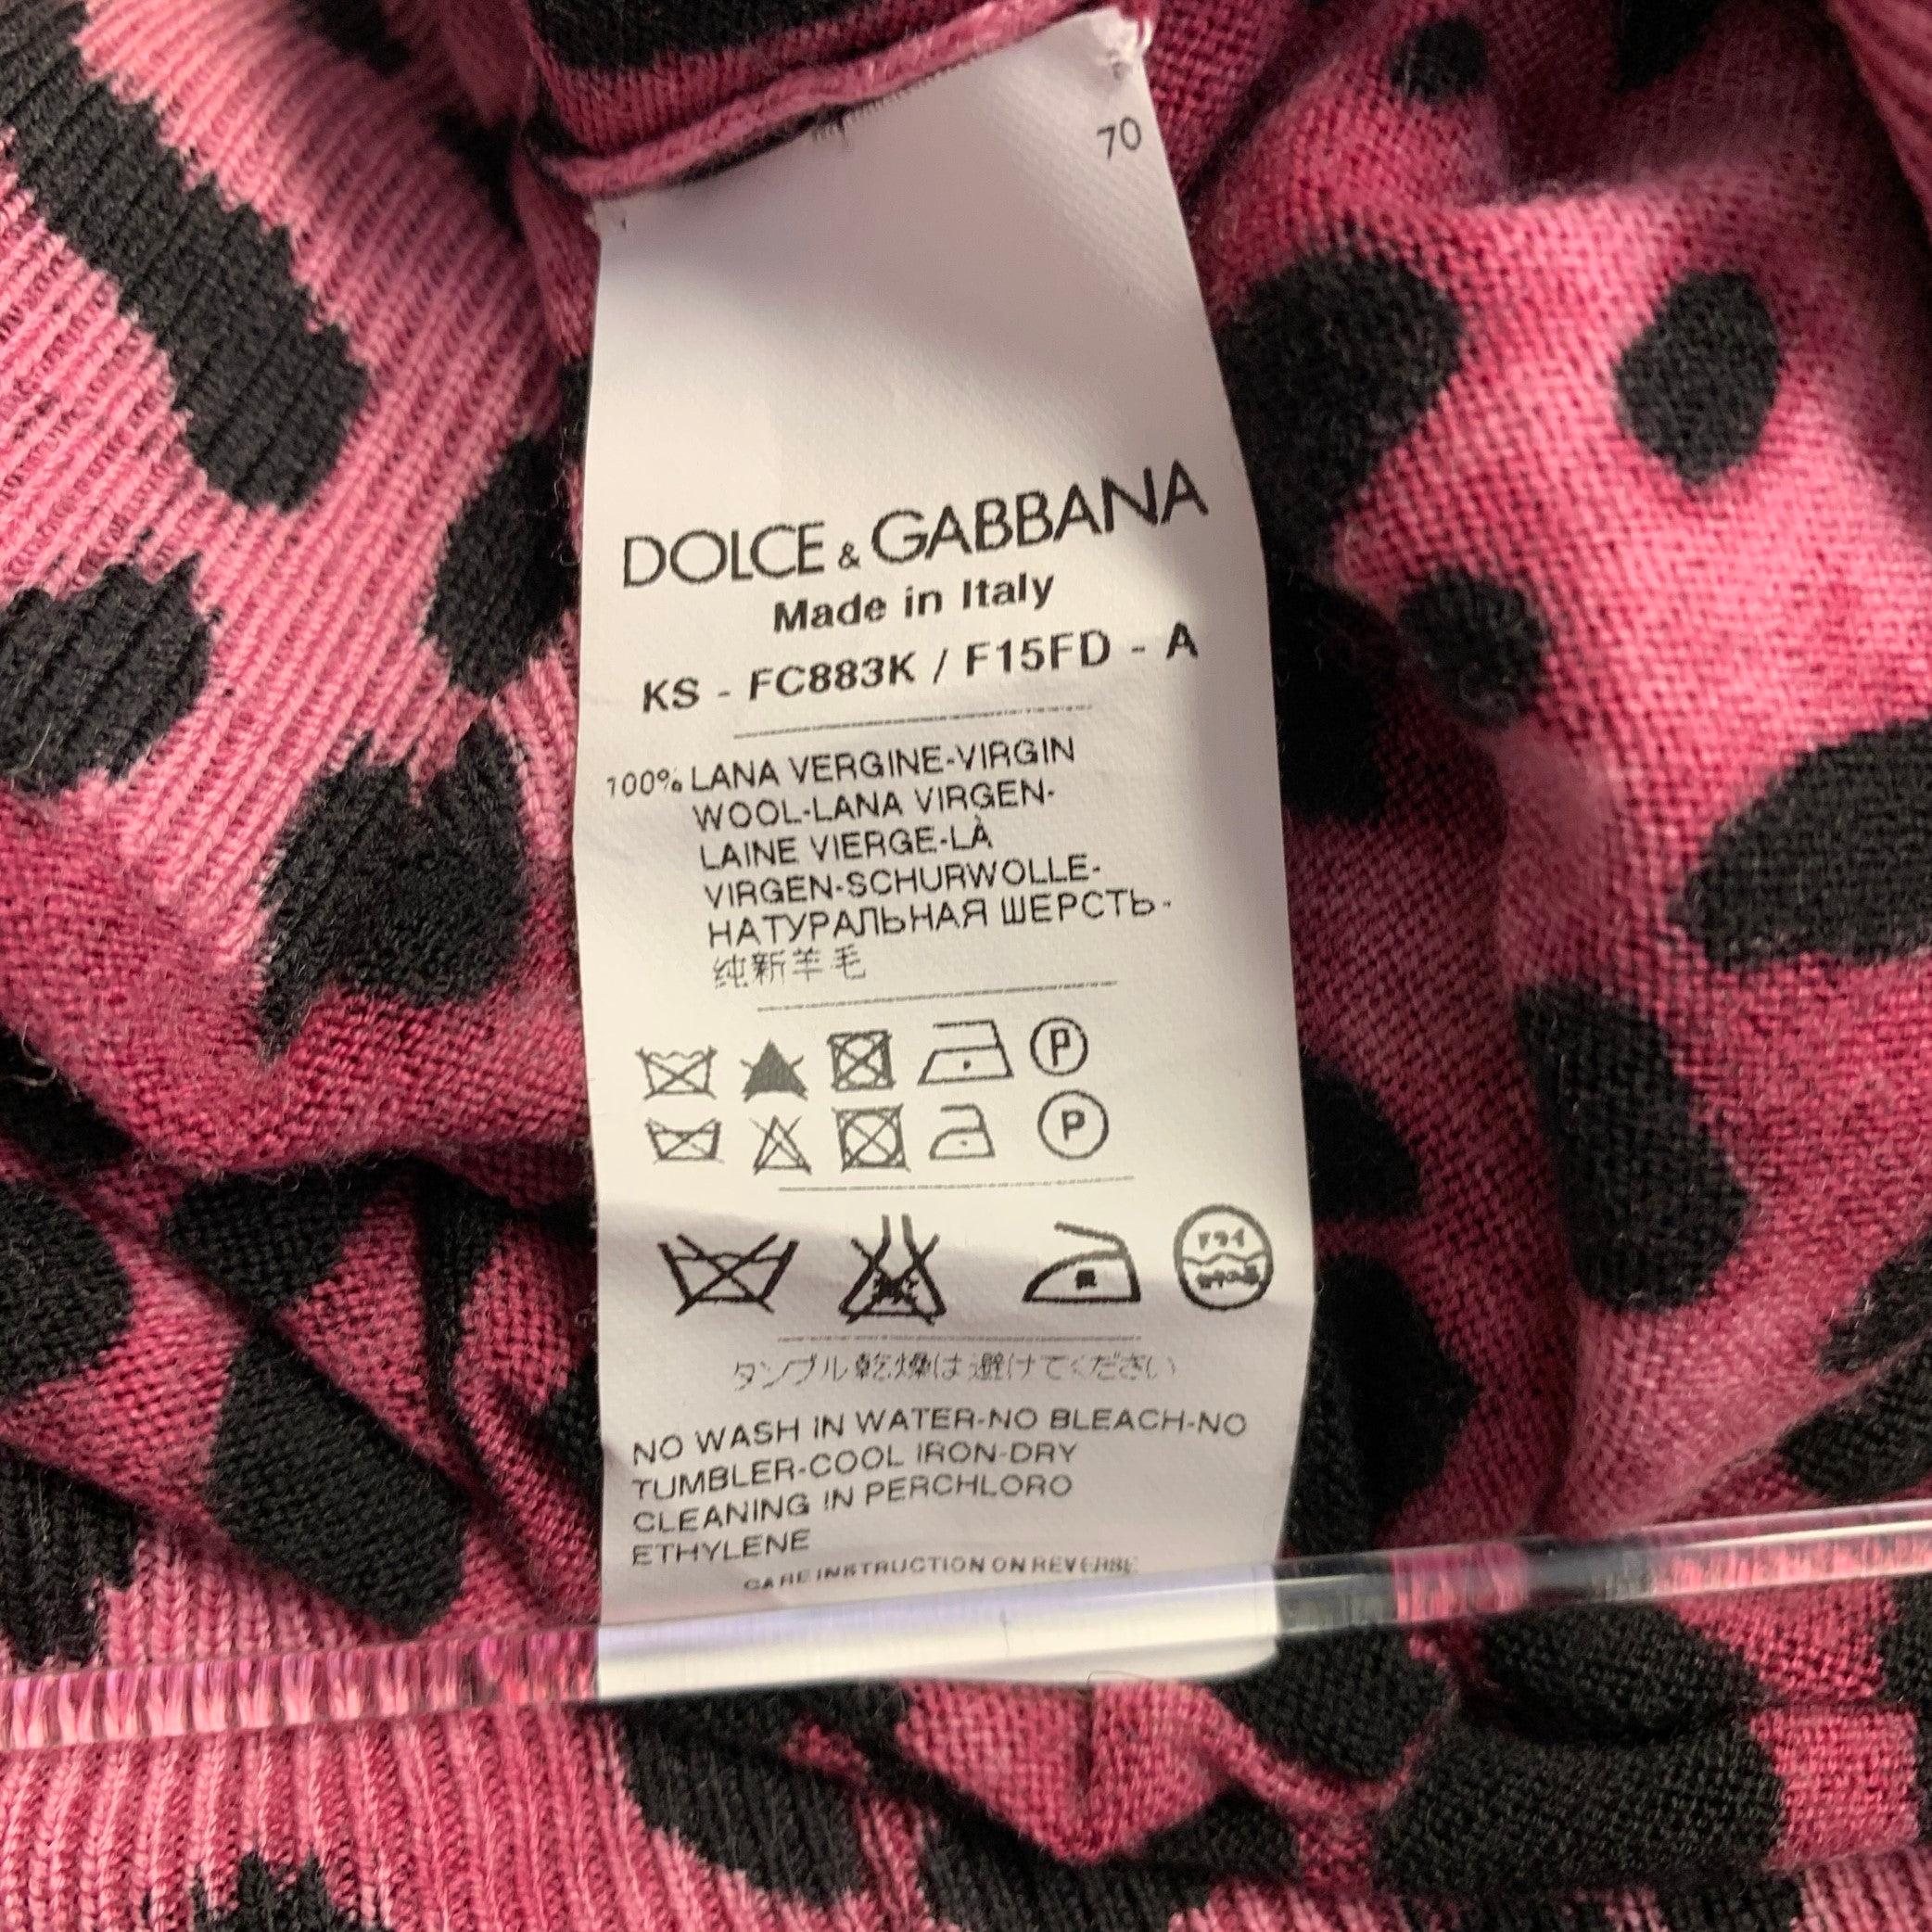 70
DOLCE & GABBANA
Made in Italy
KS - FC883K / F15FD - A
100% LANA VERGINE-VIRGIN
WOOL-LANA VIRGEN-
LAINE VIERGE-LÀ
VIRGEN-SCHURWOLLE-
НАТУРАЛЬНАЯ ШЕРСТЬ-
纯新羊毛
P
P
ドライ
タンブル乾燥は避けてください
NO WASH IN WATER-NO BLEACH-NO
TUMBLER-COOL IRON-DRY
CLEANING IN PERCHLORO
ETHYLENE
CARE INSTRUCTION ON REVERSE